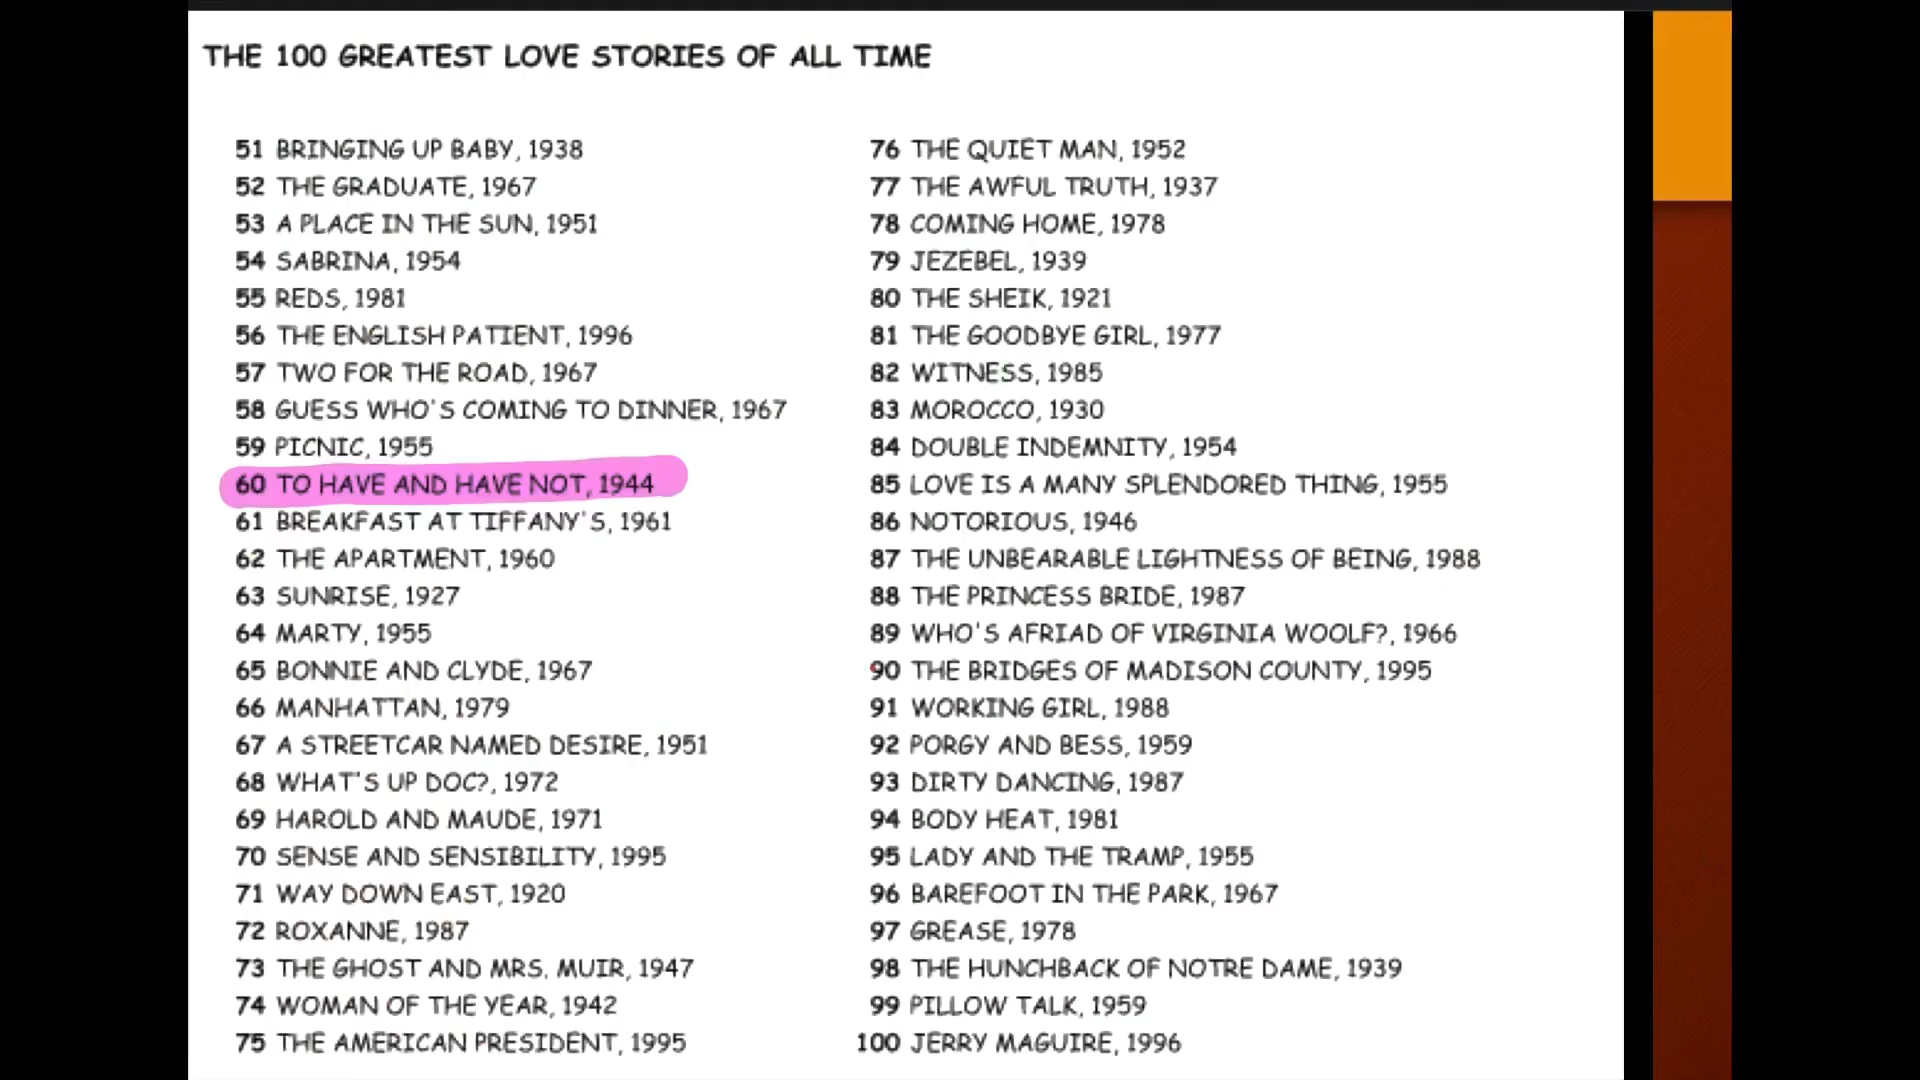 THE 100 GREATEST LOVE STORIES OF ALL TIME
51 BRINGING UP BABY, 1938
52 THE GRADUATE, 1967
53 A PLACE IN THE SUN, 1951
54 SABRINA, 1954
55 REDS, 1981
56 THE ENGLISH PATIENT, 1996
57 TWO FOR THE ROAD, 1967
58 GUESS WHO'S COMING TO DINNER, 1967
59 PICNIC, 1955
60 TO HAVE AND HAVE NOT, 1944
61 BREAKFAST AT TIFFANY'S, 1961
62 THE APARTMENT, 1960
63 SUNRISE, 1927
64 MARTY, 1955
65 BONNIE AND CLYDE, 1967
66 MANHATTAN, 1979
67 A STREETCAR NAMED DESIRE, 1951
68 WHAT'S UP DOC?, 1972
69 HAROLD AND MAUDE, 1971
70 SENSE AND SENSIBILITY, 1995
71 WAY DOWN EAST, 1920
72 ROXANNE, 1987
73 THE GHOST AND MRS. MUIR, 1947
74 WOMAN OF THE YEAR, 1942
75 THE AMERICAN PRESIDENT, 1995
76 THE QUIET MAN, 1952
77 THE AWFUL TRUTH, 1937
78 COMING HOME, 1978
79 JEZEBEL, 1939
80 THE SHEIK, 1921
81 THE GOODBYE GIRL, 1977
82 WITNESS, 1985
83 MOROCCO, 1930
84 DOUBLE INDEMNITY, 1954
85 LOVE IS A MANY SPLENDORED THING, 1955
86 NOTORIOUS, 1946
87 THE UNBEARABLE LIGHTNESS OF BEING, 1988
88 THE PRINCESS BRIDE, 1987
89 WHO'S AFRIAD OF VIRGINIA WOOLF?, 1966
90 THE BRIDGES OF MADISON COUNTY, 1995
91 WORKING GIRL, 1988
92 PORGY AND BESS, 1959
93 DIRTY DANCING, 1987
94 BODY HEAT, 1981
95 LADY AND THE TRAMP, 1955
96 BAREFOOT IN THE PARK, 1967
97 GREASE, 1978
98 THE HUNCHBACK OF NOTRE DAME, 1939
99 PILLOW TALK, 1959
100 JERRY MAGUIRE, 1996